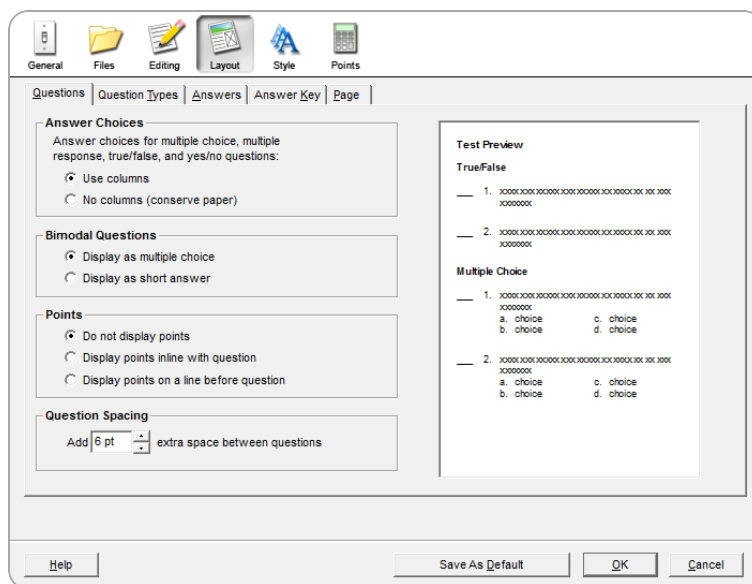 General Files Editing Layout Style Points
Questions Question Types Answers Answer Key Page
Answer Choices
Answer choices for multiple choice, multiple
response, true/false, and yes/no questions:
Use columns
No columns (conserve paper)
Bimodal Questions
Display as multiple choice
Display as short answer
Points
Do not display points
Display points inline with question
Display points on a line before question
Question Spacing
Add 6 pt extra space between questions
Test Preview
True/False
1.
2.
Multiple Choice
1.
a. choice c. choice
b. choice d. choice
2.
a. choice c. choice
b. choice d. choice
Help Save As Default OK Cancel